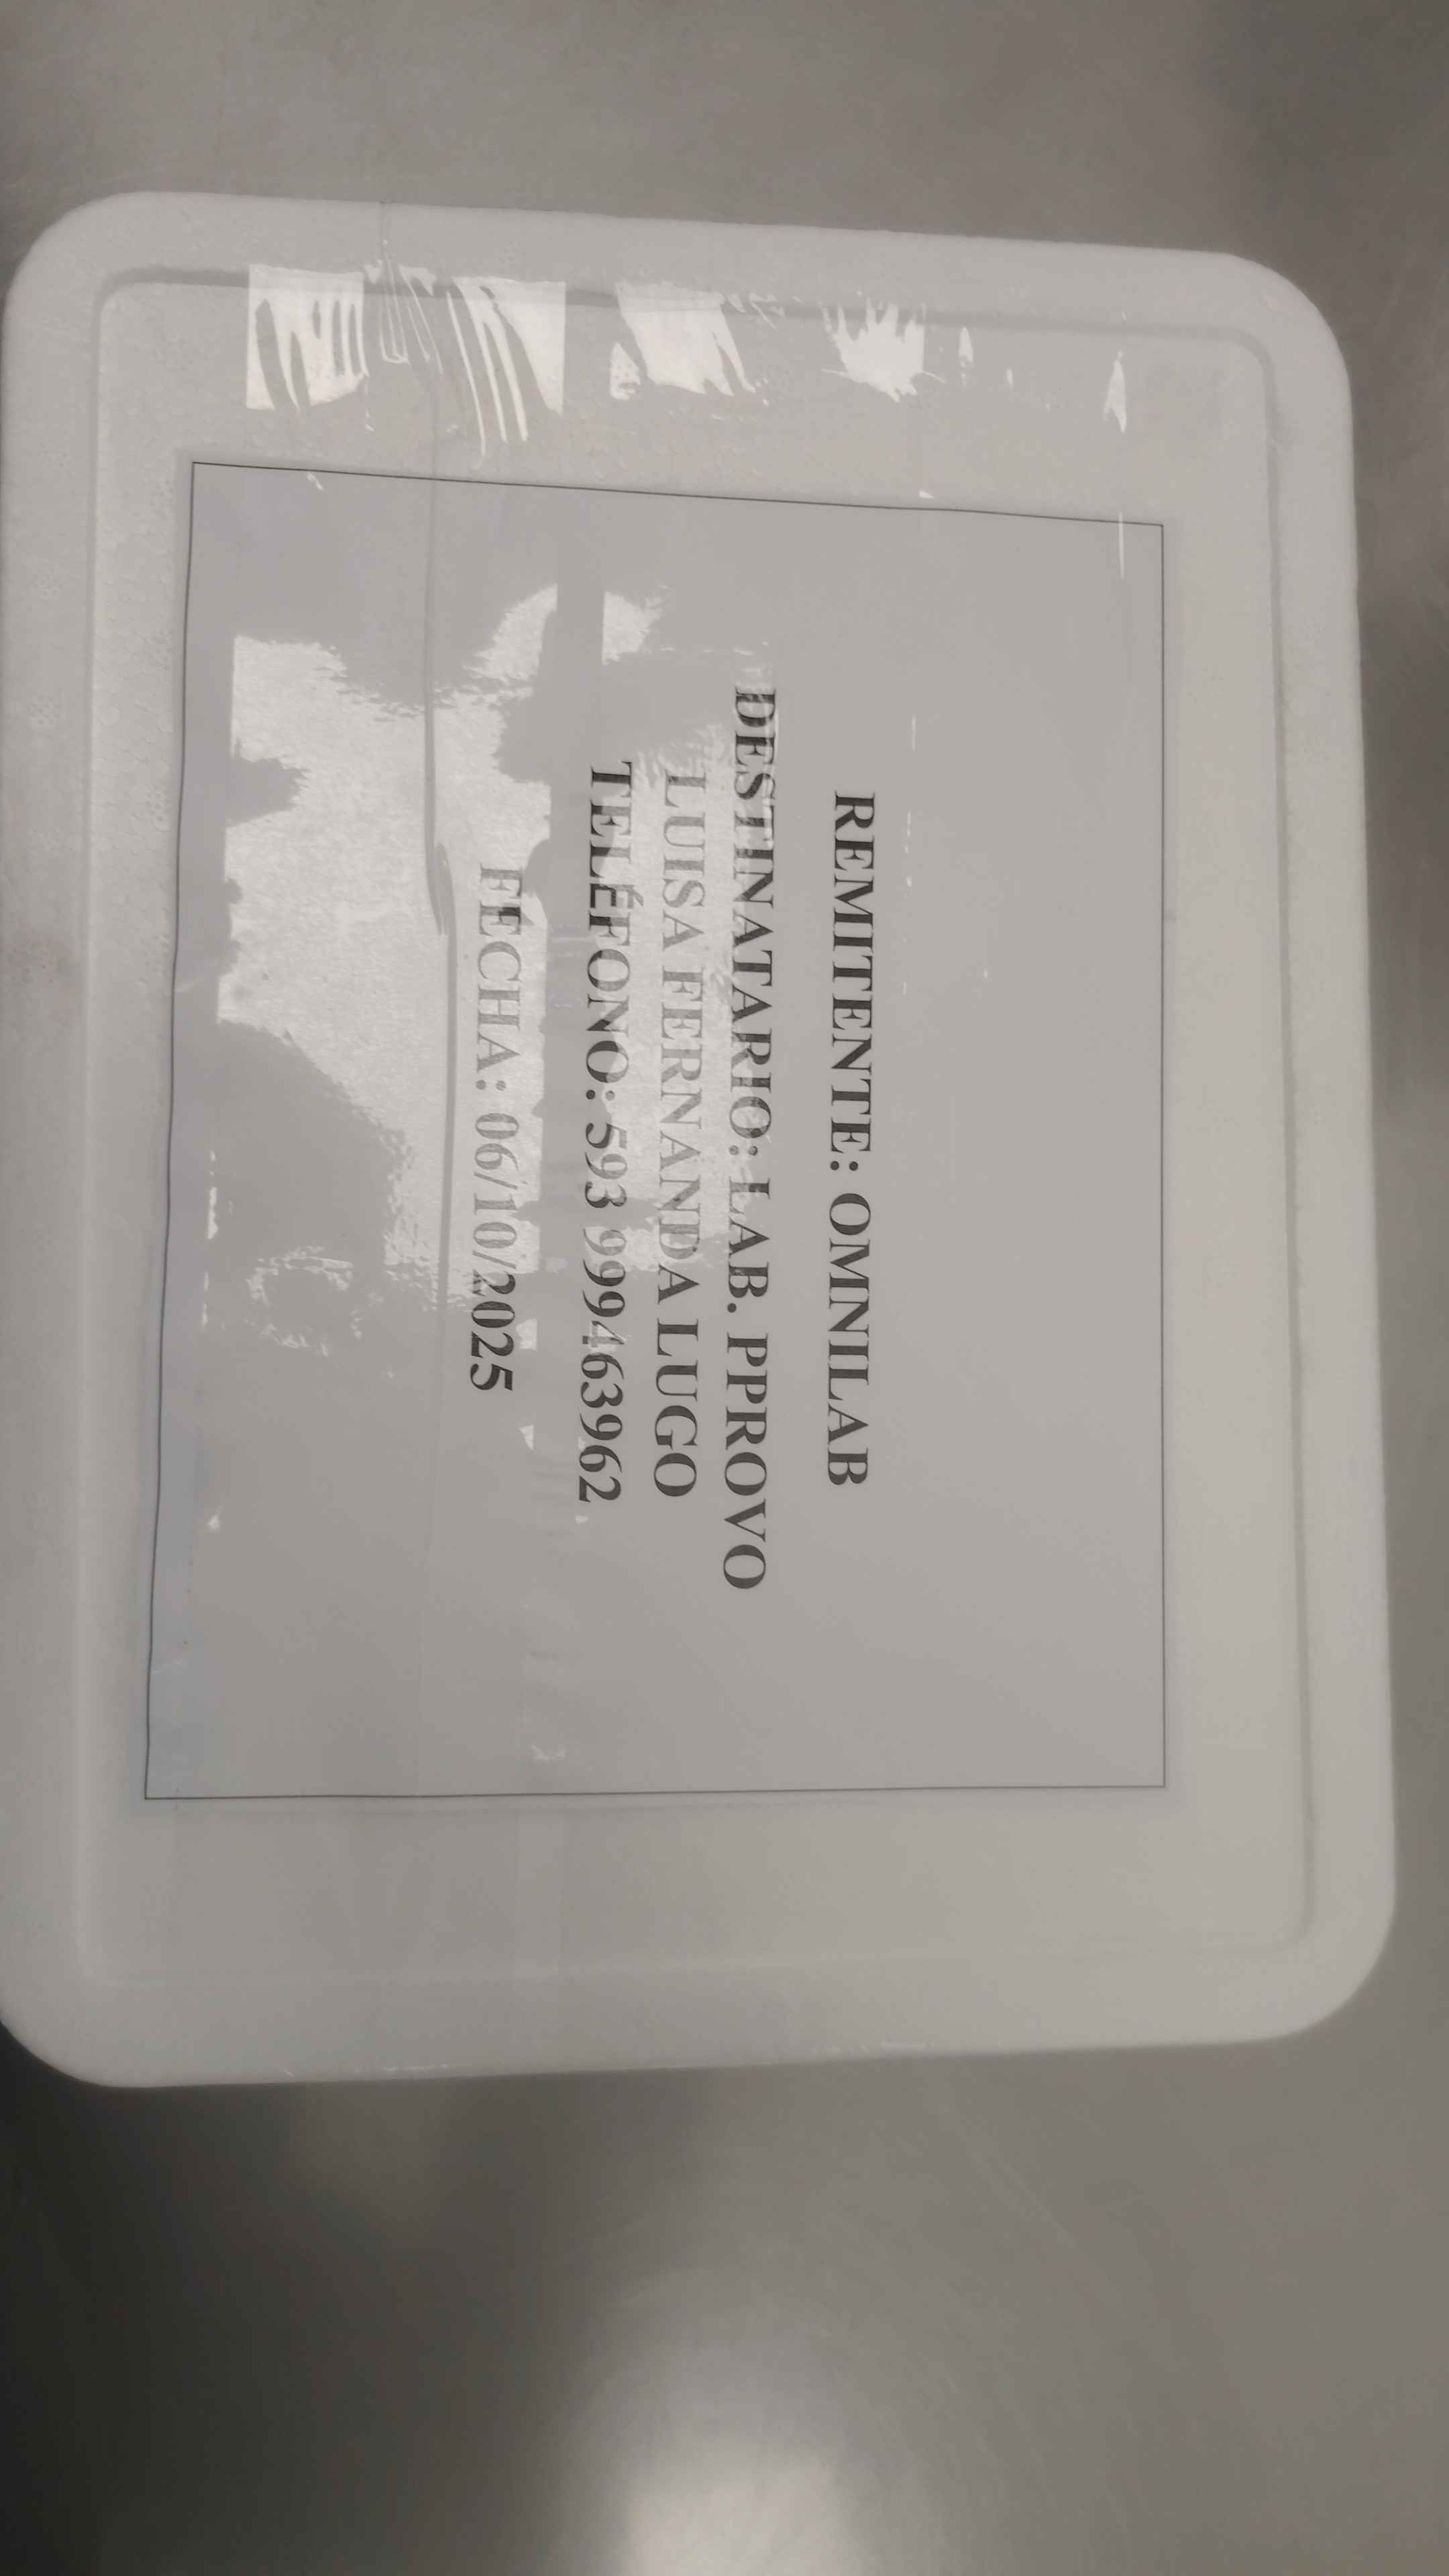 REMITENTE: OMNILAB
DESTINATARIO: LAB. PPROVO
LUISA FERNANDA LUGO
TELÉFONO: 593 999463962
FECHA: 06/10/2025